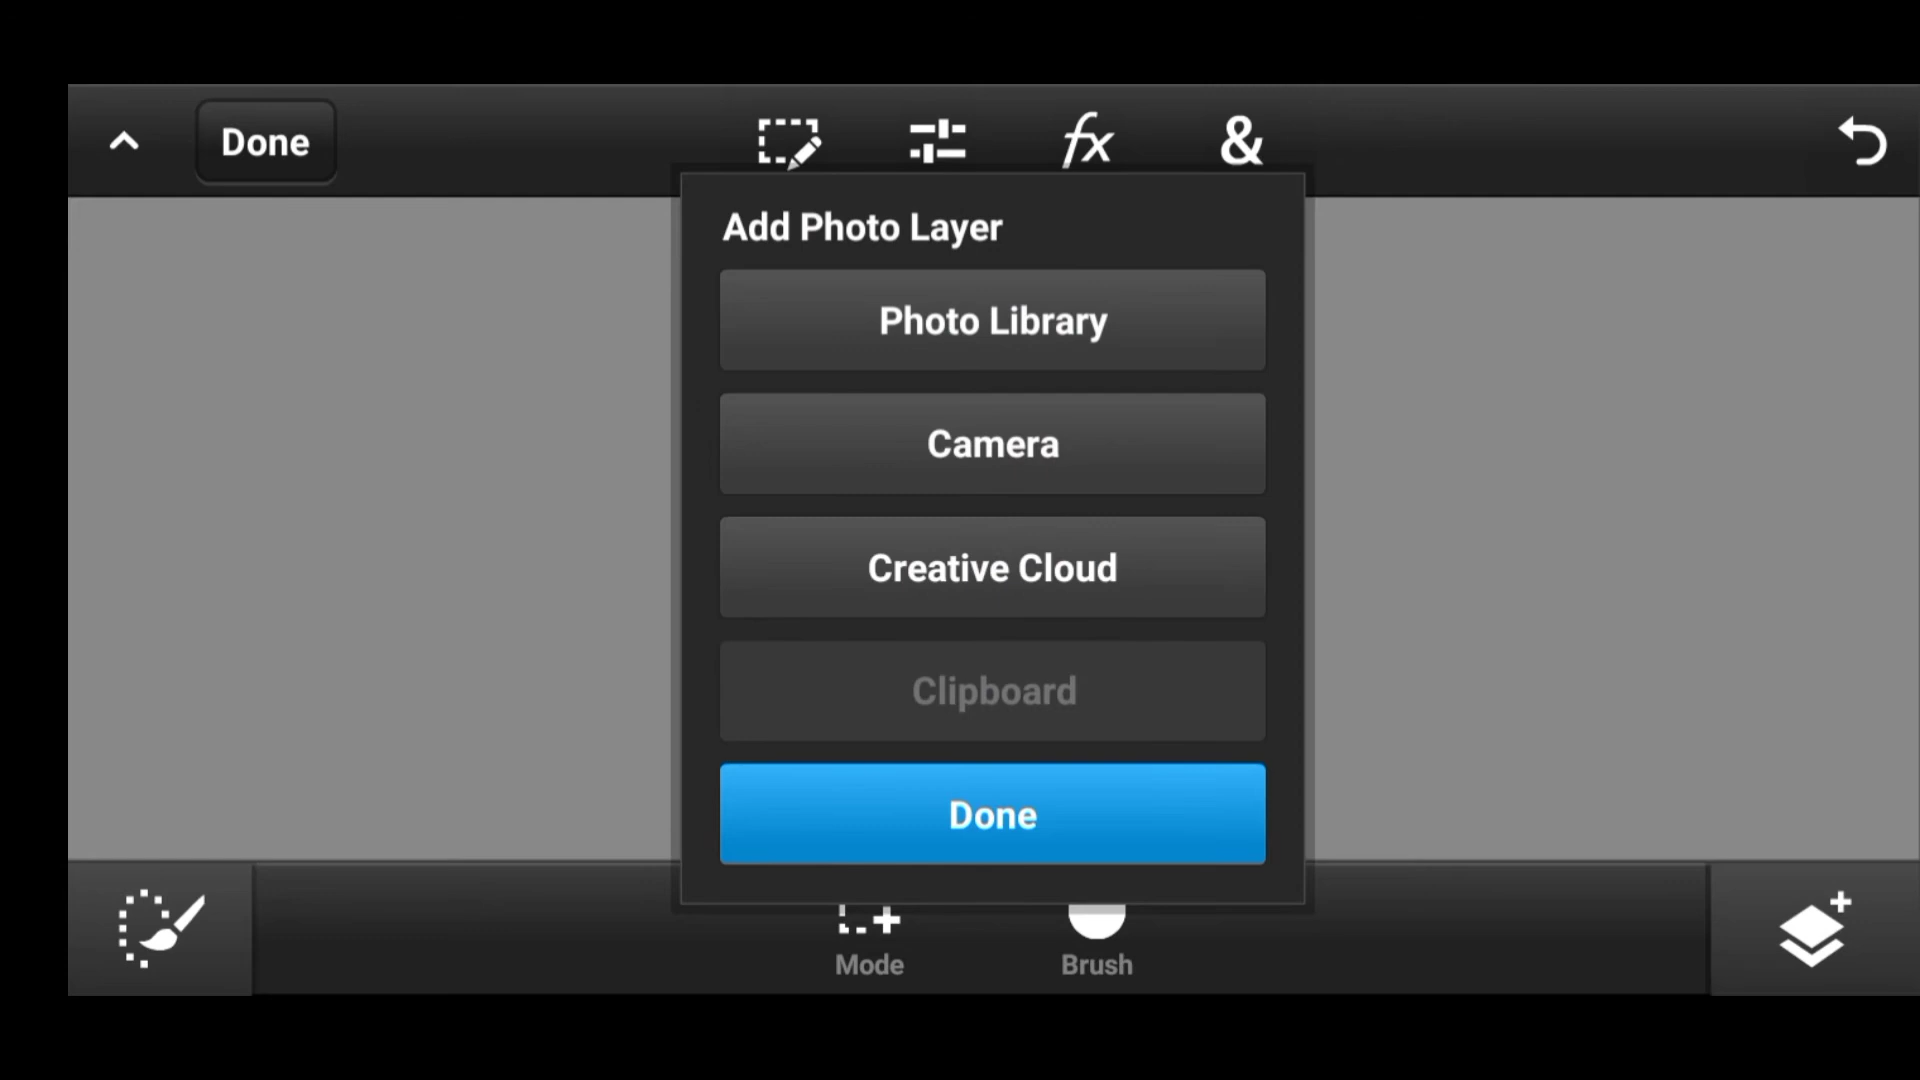 Done
fx
&
Add Photo Layer
Photo Library
Camera
Creative Cloud
Clipboard
Done
Mode
Brush